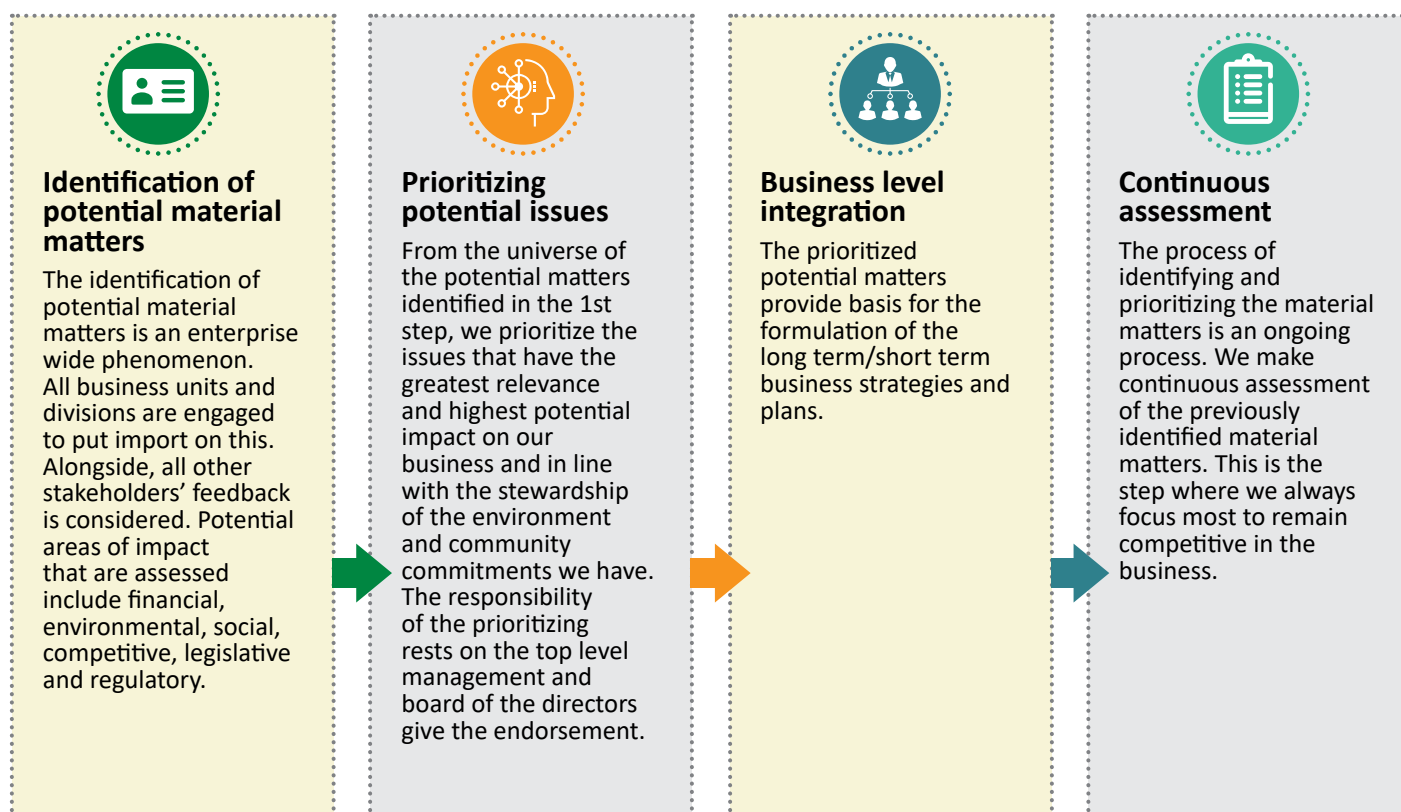 Identification of
potential material
matters
The identification of
potential material
matters is an enterprise
wide phenomenon.
All business units and
divisions are engaged
to put import on this.
Alongside, all other
stakeholders’ feedback
is considered. Potential
areas of impact
that are assessed
include financial,
environmental, social,
competitive, legislative
and regulatory.
Prioritizing
potential issues
From the universe of
the potential matters
identified in the 1st
step, we prioritize the
issues that have the
greatest relevance
and highest potential
impact on our
business and in line
with the stewardship
of the environment
and community
commitments we have.
The responsibility
of the prioritizing
rests on the top level
management and
board of the directors
give the endorsement.
Business level
integration
The prioritized
potential matters
provide basis for the
formulation of the
long term/short term
business strategies and
plans.
Continuous
assessment
The process of
identifying and
prioritizing the material
matters is an ongoing
process. We make
continuous assessment
of the previously
identified material
matters. This is the
step where we always
focus most to remain
competitive in the
business.